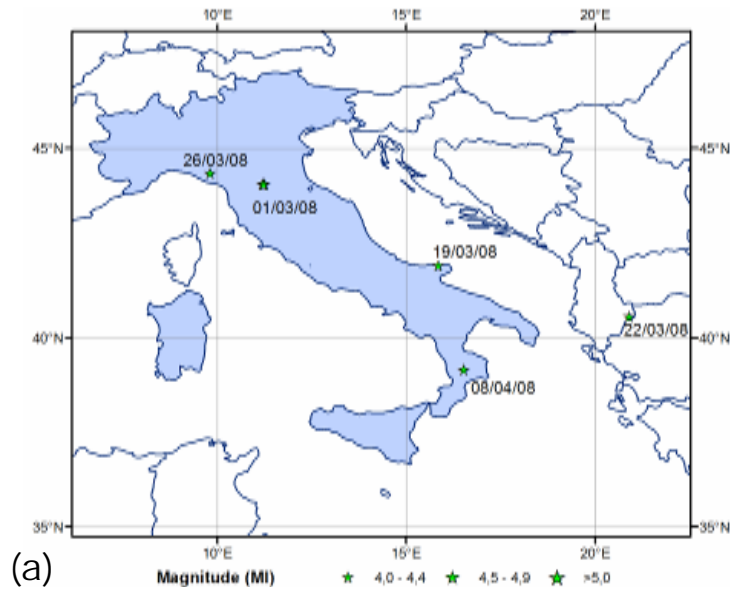 10°E 15°E 20°E
45°N 45°N
26/03/08
01/03/08
19/03/08
40°N 22/03/08 40°N
08/04/08
35°N 35°N
10°E 15°E 20°E
(a) Magnitude (Ml) 4,0 - 4,4 4,5 - 4,9 >5,0